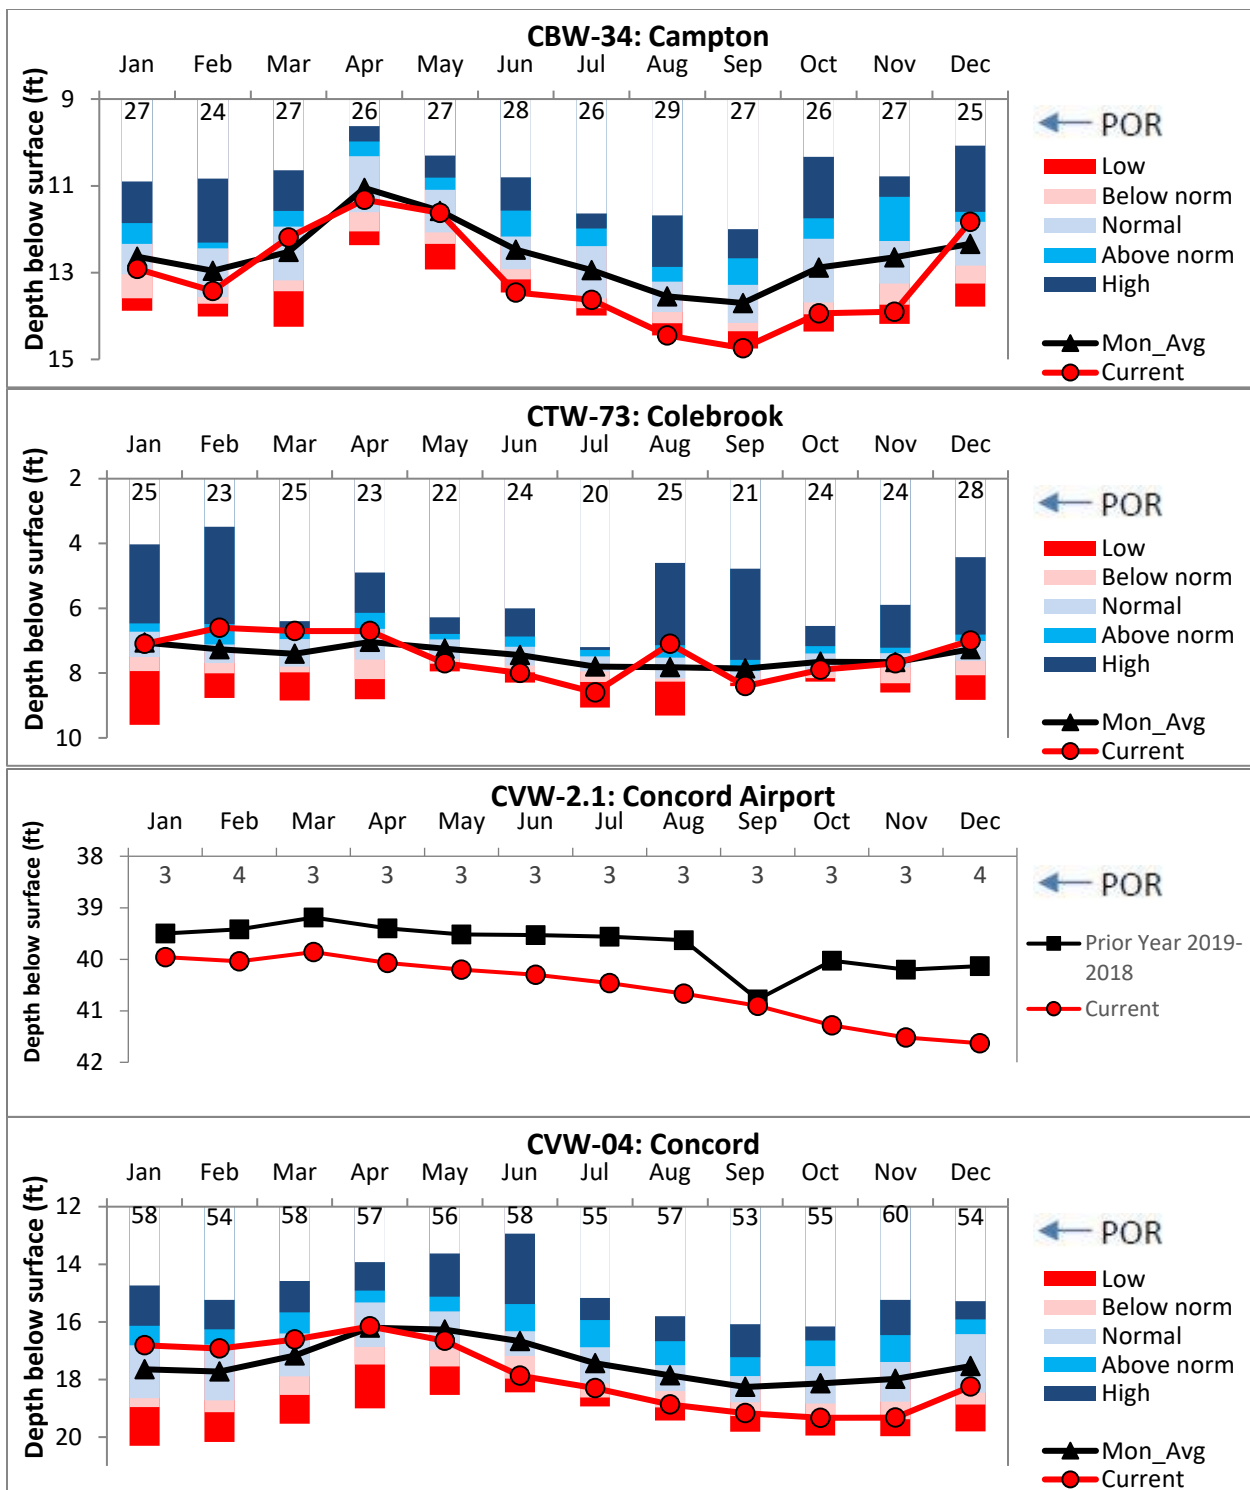 CBW-34: Campton
Jan Feb Mar Apr May Jun Jul Aug Sep Oct Nov Dec
Depth below surface (ft)
9
11
13
15
27 24 27 26 27 28 26 29 27 26 27 25
POR
Low
Below norm
Normal
Above norm
High
Mon_Avg
Current
CTW-73: Colebrook
Jan Feb Mar Apr May Jun Jul Aug Sep Oct Nov Dec
Depth below surface (ft)
2
4
6
8
10
25 23 25 23 22 24 20 25 21 24 24 28
POR
Low
Below norm
Normal
Above norm
High
Mon_Avg
Current
CVW-2.1: Concord Airport
Jan Feb Mar Apr May Jun Jul Aug Sep Oct Nov Dec
Depth below surface (ft)
38
39
40
41
42
3 4 3 3 3 3 3 3 3 3 3 4
POR
Prior Year 2019-
2018
Current
CVW-04: Concord
Jan Feb Mar Apr May Jun Jul Aug Sep Oct Nov Dec
Depth below surface (ft)
12
14
16
18
20
58 54 58 57 56 58 55 57 53 55 60 54
POR
Low
Below norm
Normal
Above norm
High
Mon_Avg
Current